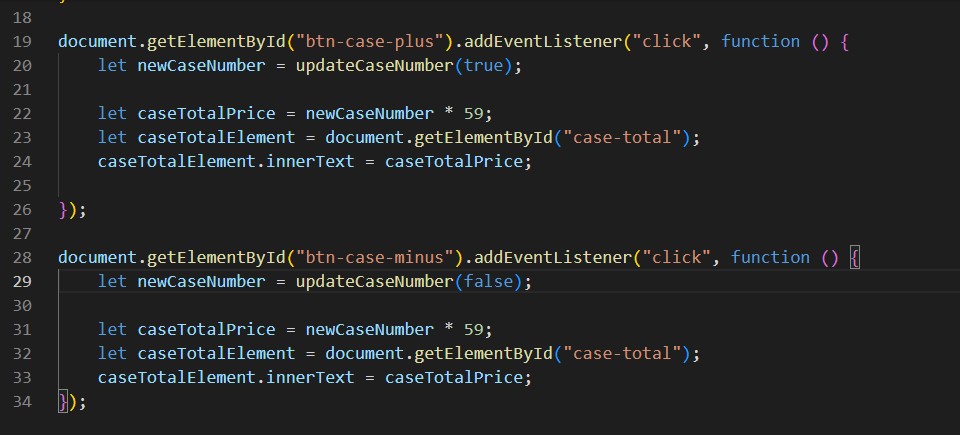 18
19 document.getElementById("btn-case-plus").addEventListener("click", function () {
20     let newCaseNumber = updateCaseNumber(true);
21
22     let caseTotalPrice = newCaseNumber * 59;
23     let caseTotalElement = document.getElementById("case-total");
24     caseTotalElement.innerText = caseTotalPrice;
25
26 });
27
28 document.getElementById("btn-case-minus").addEventListener("click", function () {
29     let newCaseNumber = updateCaseNumber(false);
30
31     let caseTotalPrice = newCaseNumber * 59;
32     let caseTotalElement = document.getElementById("case-total");
33     caseTotalElement.innerText = caseTotalPrice;
34 });